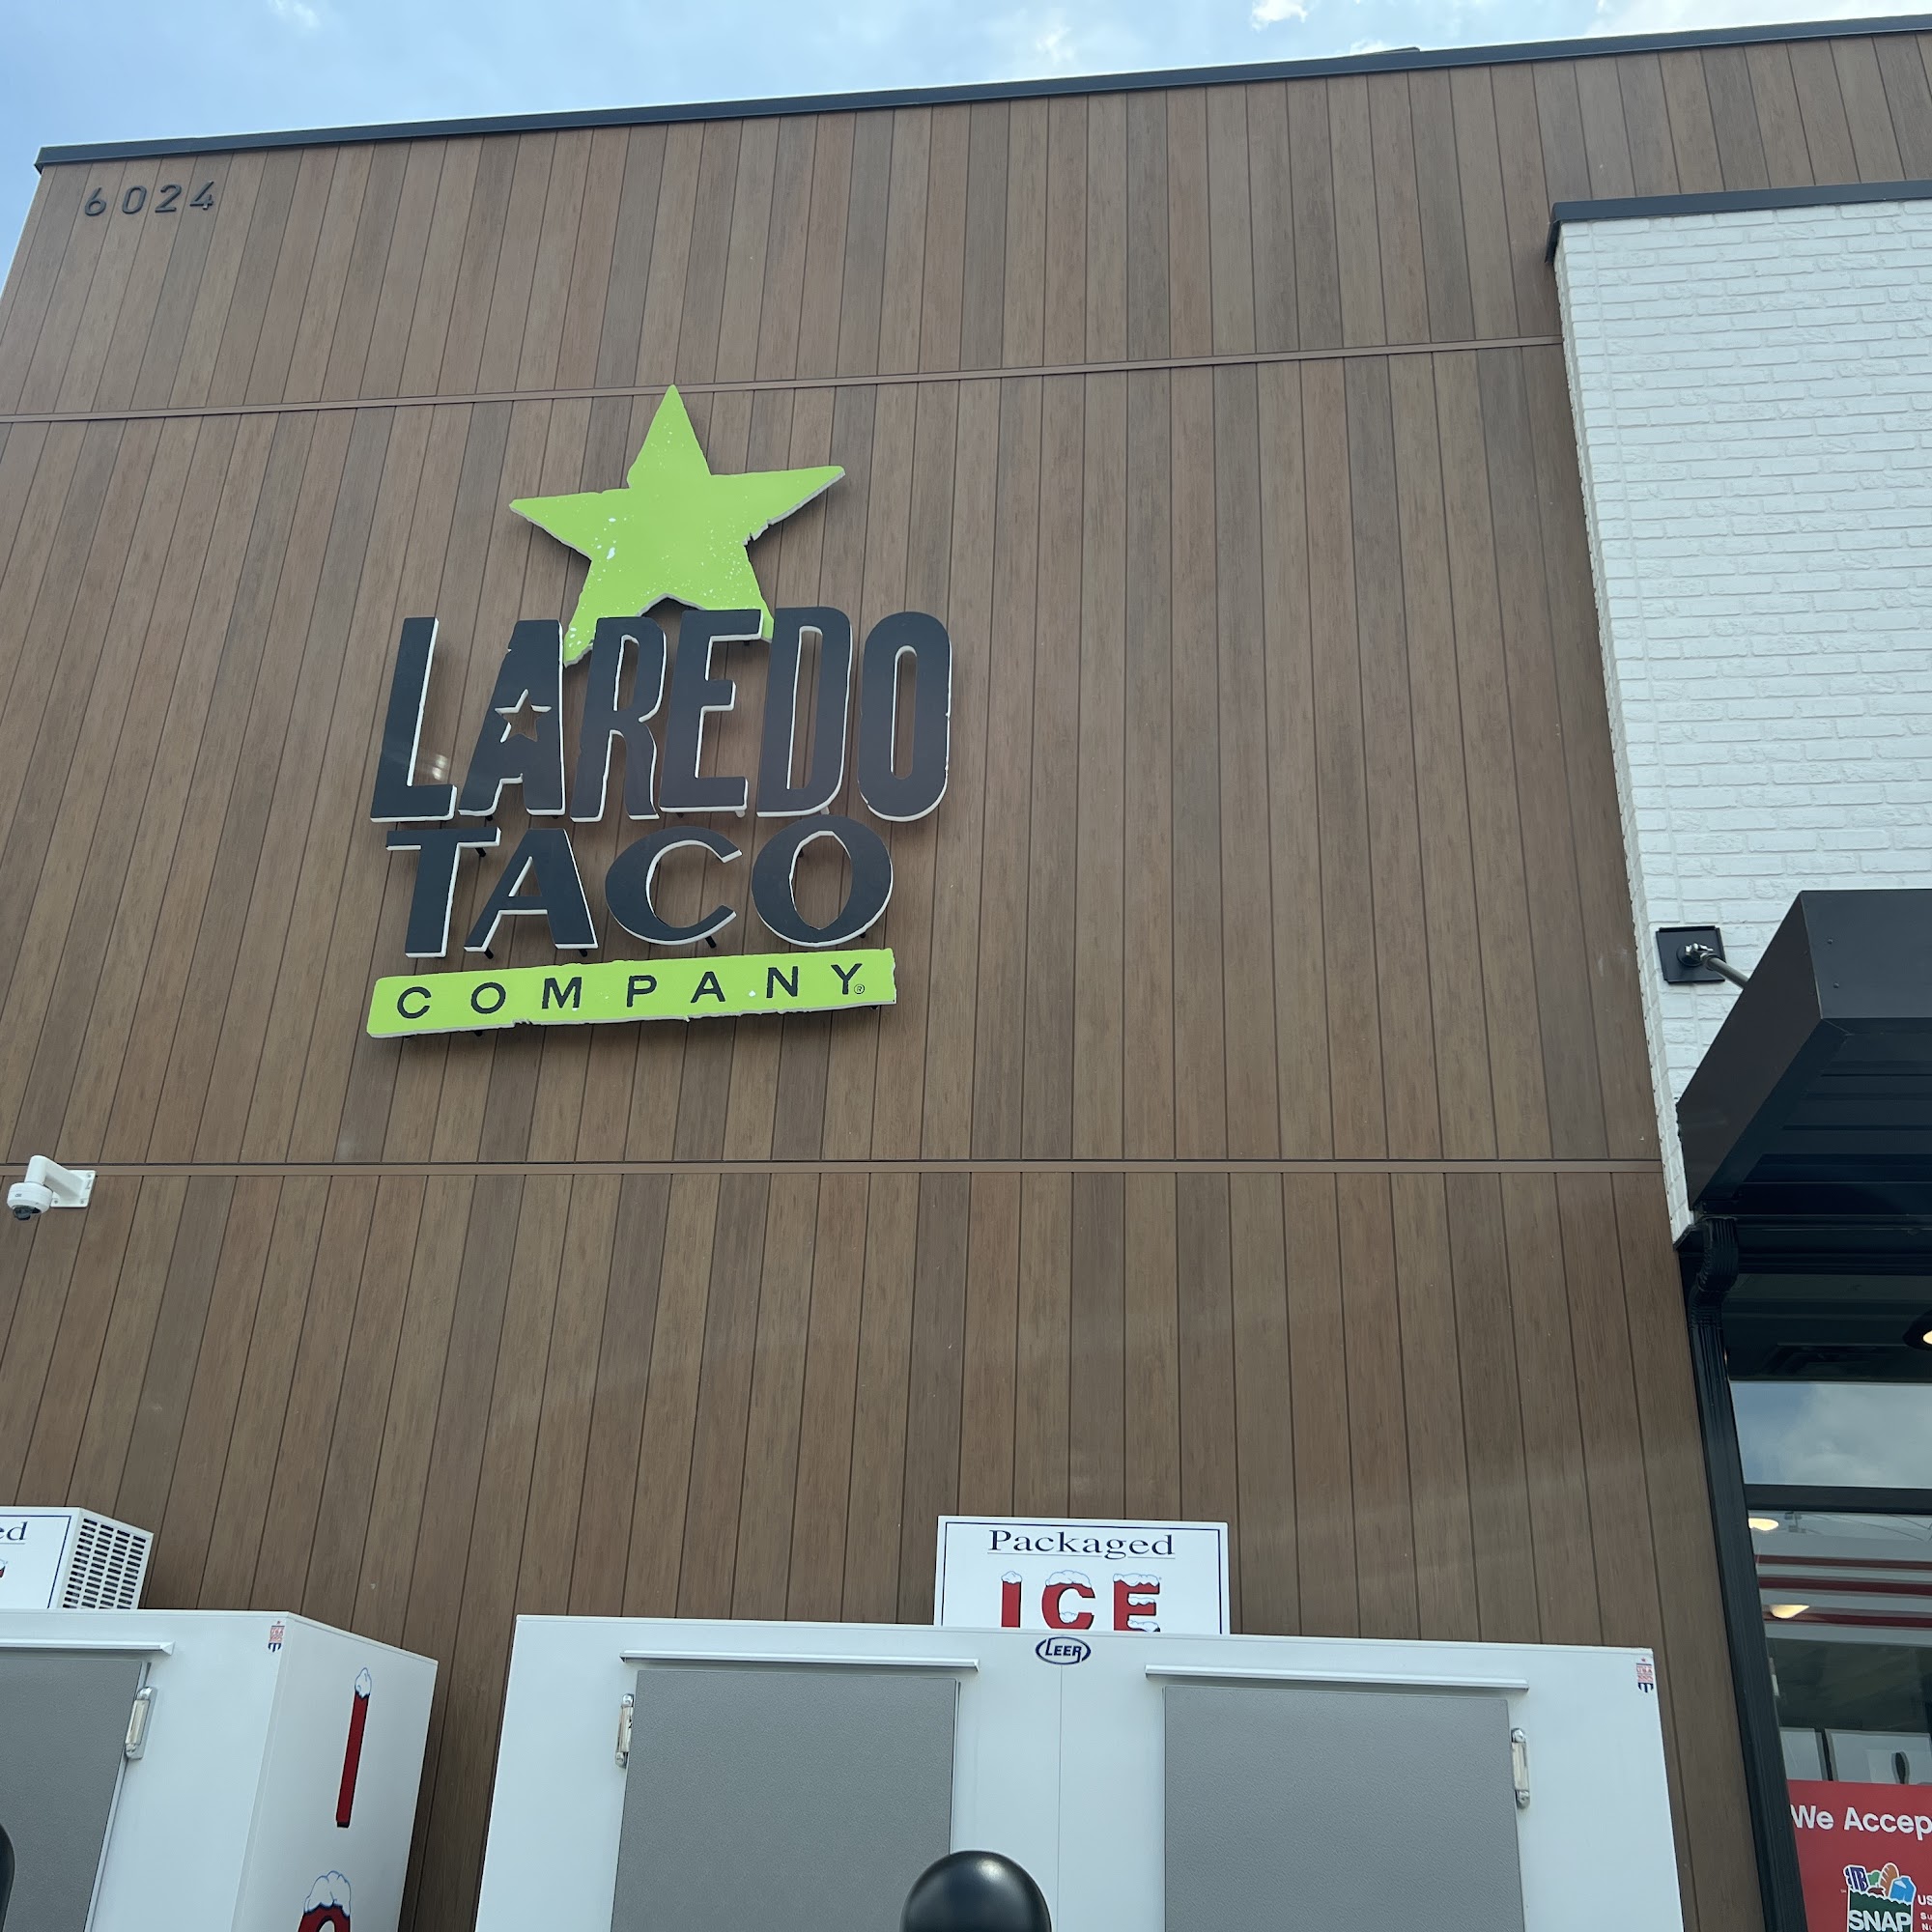 6024
LAREDO
TACO
COMPANY®
Packaged
ICE
LEER
I
We Accep
SNAP